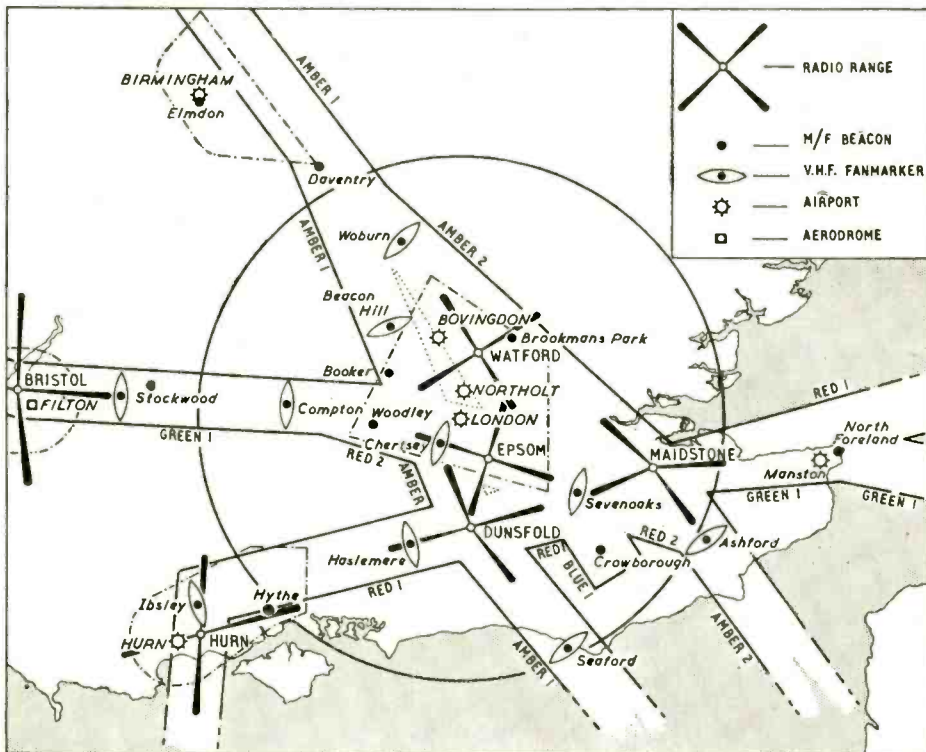 AMBER 1
RADIO RANGE
BIRMINGHAM
Elmdon
M/F BEACON
Daventry
V.H.F. FANMARKER
AIRPORT
Woburn
AMBER 2
AERODROME
AMBER 1
Beacon
Hill
BOVINGDON
Brookmans Park
WATFORD
BRISTOL
Booker
Stockwood
NORTHOLT
RED 1
FILTON
Compton
Woodley
LONDON
GREEN 1
North
Foreland
RED 2
Chertsey
EPSOM
MAIDSTONE
Manston
AMBER
Sevenoaks
GREEN 1
GREEN 1
DUNSFOLD
RED 2
Ashford
Haslemere
RED 1
Crowborough
BLUE 1
Ibsley
Hythe
RED 1
HURN
HURN
Seaford
AMBER 1
AMBER 2